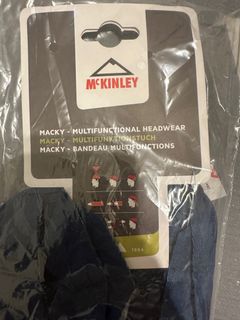 McKINLEY
MACKY - MULTIFUNCTIONAL HEADWEAR
MACKY - MULTIFUNKTIONSTUCH
MACKY - BANDEAU MULTIFONCTIONS